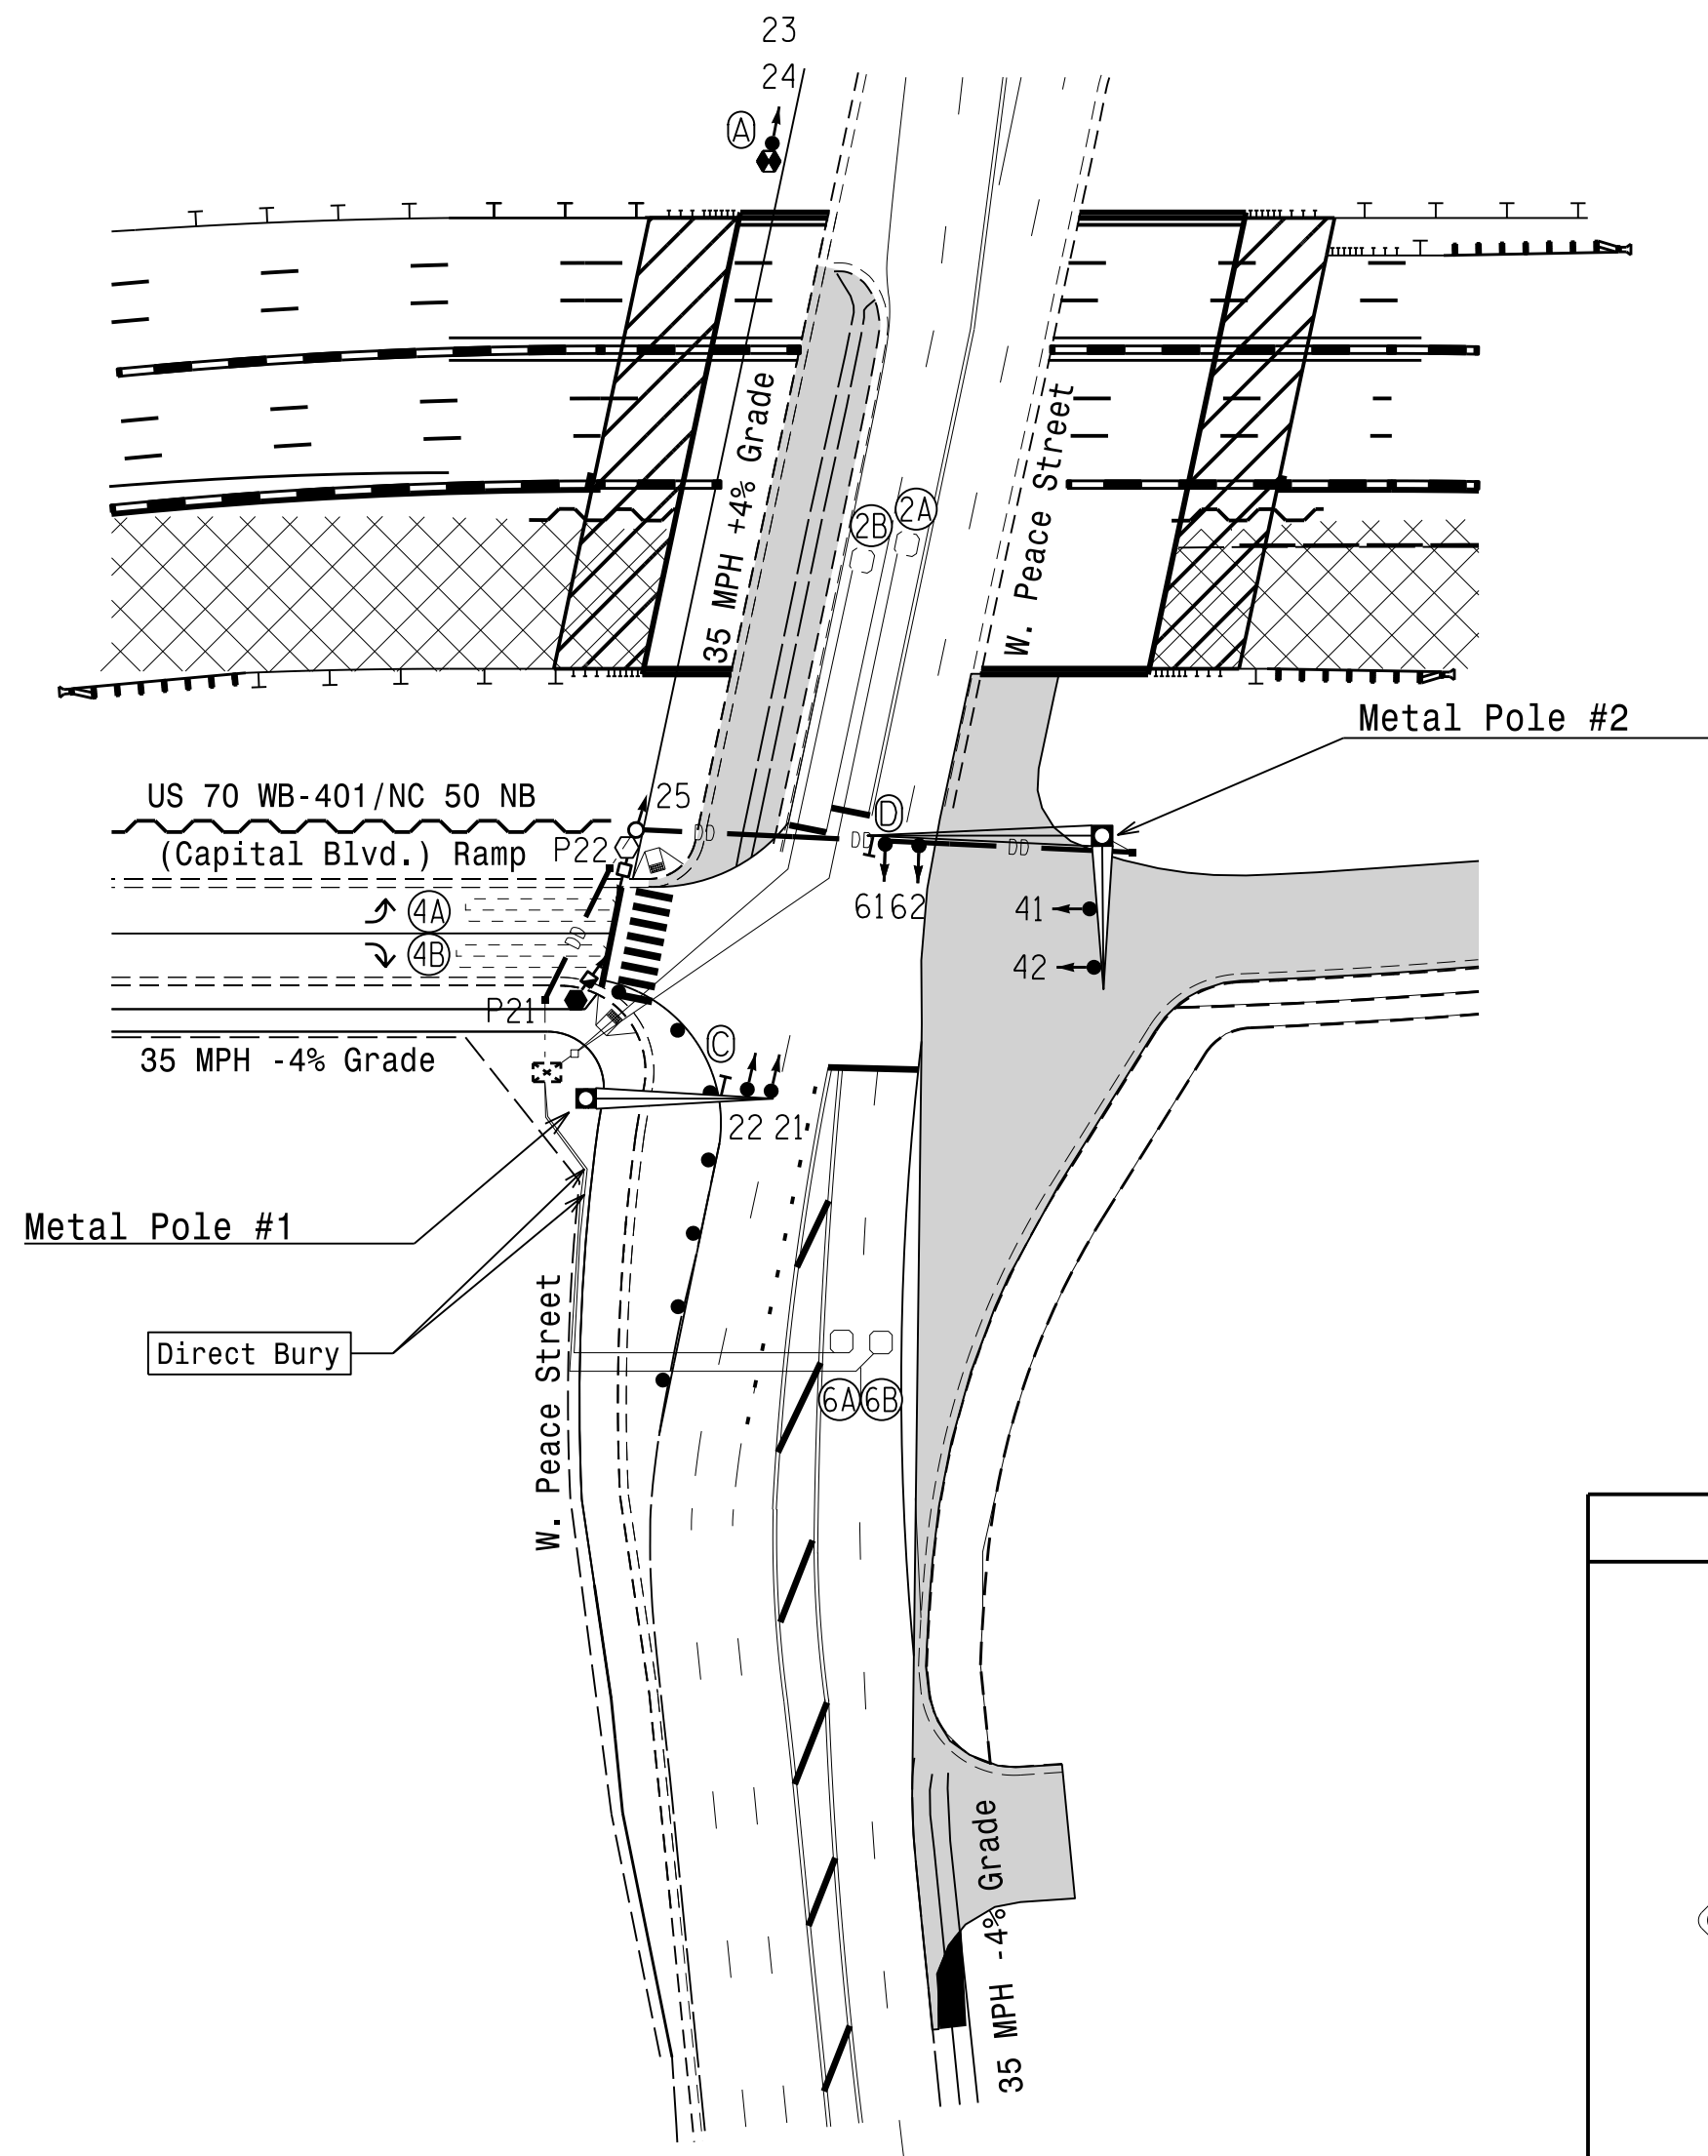 23
24
A
35 MPH +4% Grade
W. Peace Street
2B
2A
Metal Pole #2
US 70 WB-401/NC 50 NB
(Capital Blvd.) Ramp
25
P22
DD
D
DD
DD
61 62
4A
4B
DD
41
42
P21
35 MPH -4% Grade
C
22 21
Metal Pole #1
Direct Bury
W. Peace Street
6A 6B
35 MPH -4% Grade